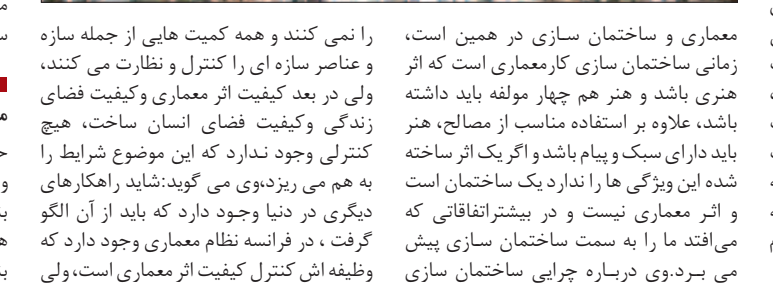 معماری و ساختمان سازی در همین است،
زمانی ساختمان سازی کارمعماری است که اثر
هنری باشد و هنر هم چهار مولفه باید داشته
باشد، علاوه بر استفاده مناسب از مصالح، هنر
باید دارای سبک و پیام باشد و اگر یک اثر ساخته
شده این ویژگی ها را ندارد یک ساختمان است
و اثر معماری نیست و در بیشتراتفاقاتی که
می‌افتد ما را به سمت ساختمان سازی پیش
می برد.وی درباره چرایی ساختمان سازی
را نمی کنند و همه کمیت هایی از جمله سازه
و عناصر سازه ای را کنترل و نظارت می کنند،
ولی در بعد کیفیت اثر معماری وکیفیت فضای
زندگی وکیفیت فضای انسان ساخت، هیچ
کنترلی وجود ندارد که این موضوع شرایط را
به هم می ریزد،وی می گوید:شاید راهکارهای
دیگری در دنیا وجود دارد که باید از آن الگو
گرفت ، در فرانسه نظام معماری وجود دارد که
وظیفه اش کنترل کیفیت اثر معماری است، ولی